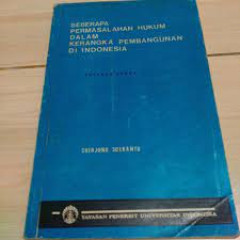 BEBERAPA
PERMASALAHAN HUKUM
DALAM
KERANGKA PEMBANGUNAN
DI INDONESIA
SOERJONO SOEKANTO
YAYASAN PENERBIT UNIVERSITAS INDONESIA